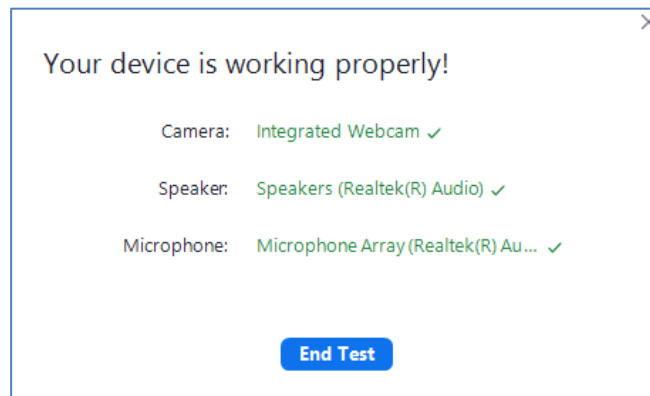 Your device is working properly!
Camera: Integrated Webcam ✓
Speaker: Speakers (Realtek(R) Audio) ✓
Microphone: Microphone Array (Realtek(R) Au... ✓
End Test